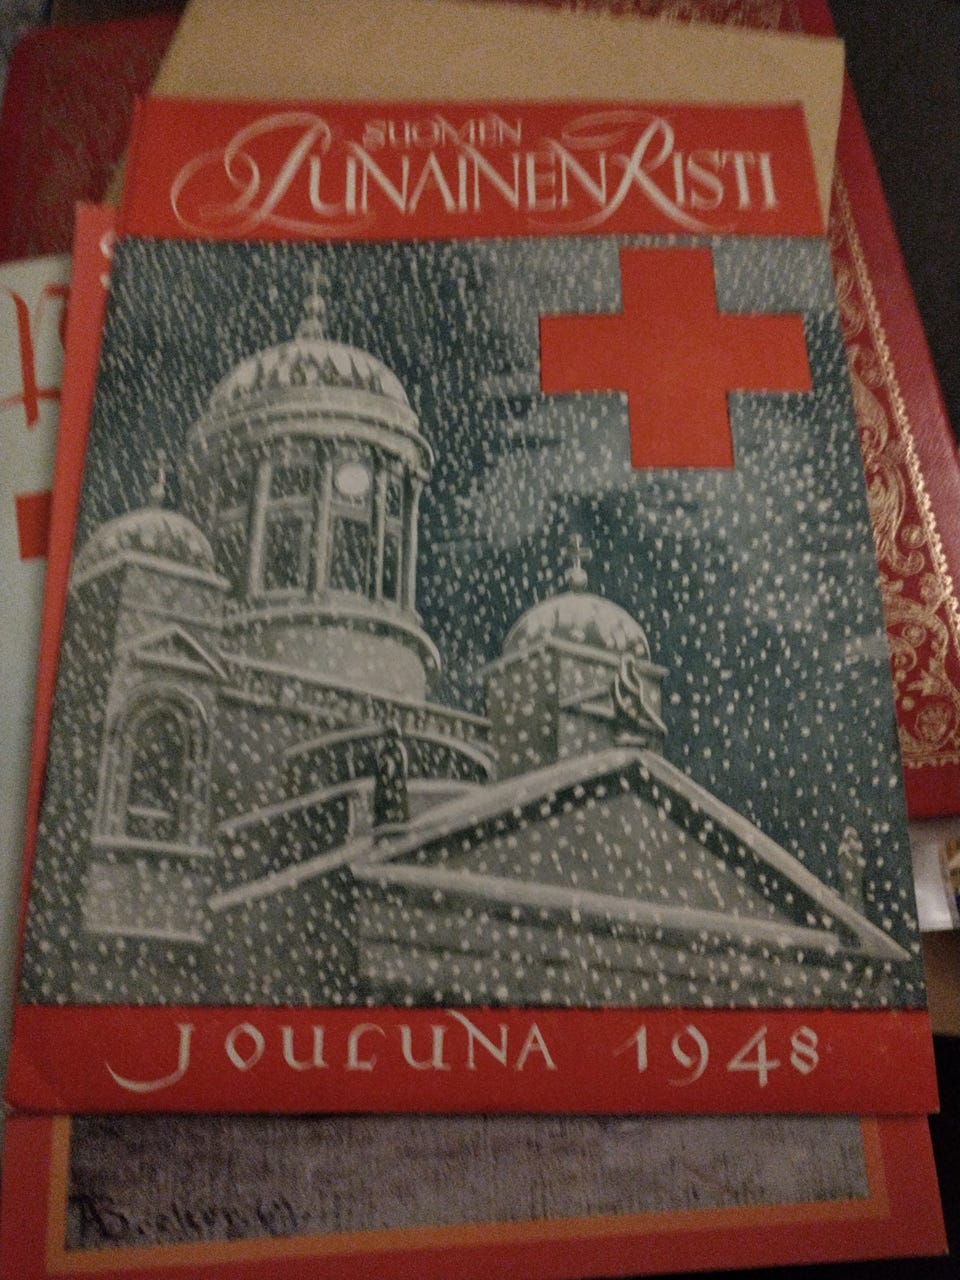 SUOMEN
PUNAINEN RISTI
JOULUNA 1948